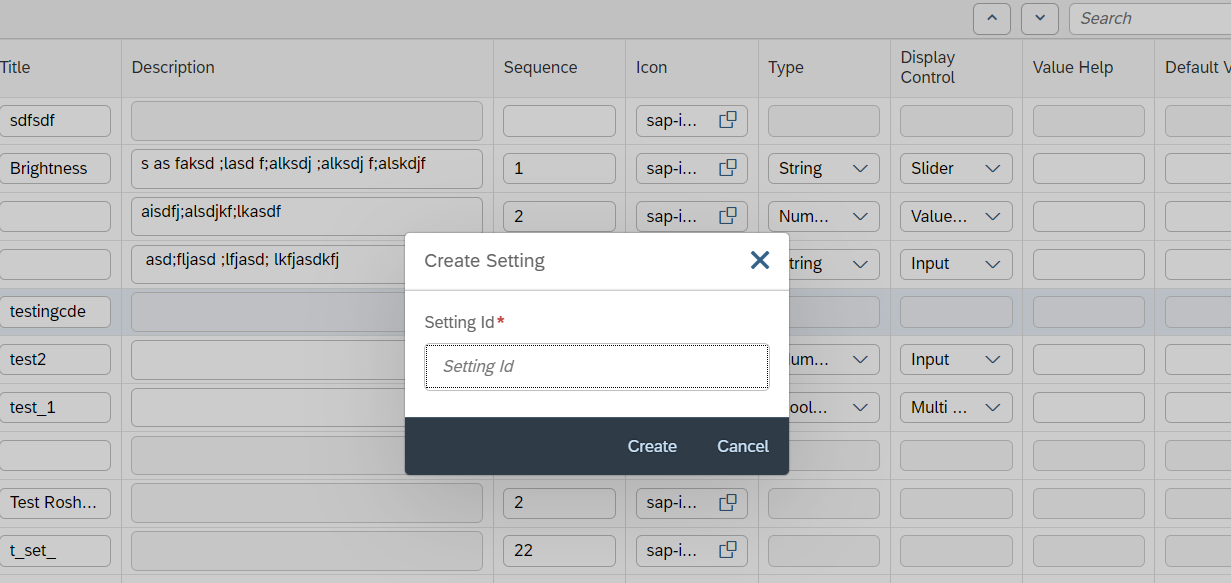 Search
Title Description Sequence Icon Type Display Control Value Help Default V
sdfsdf sap-i...
Brightness s as faksd ;lasd f;alksdj ;alksdj f;alskdjf 1 sap-i... String Slider
aisdfj;alsdjkf;lkasdf 2 sap-i... Num... Value...
asd;fljasd ;lfjasd; lkfjasdkfj tring Input
Create Setting
Setting Id*
Setting Id
Create Cancel
testingcde
test2 um... Input
test_1 ool... Multi ...
Test Rosh... 2 sap-i...
t_set_ 22 sap-i...